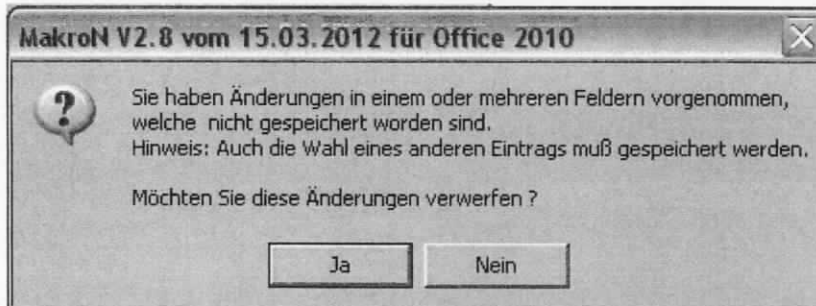 MakroN V2.8 vom 15.03.2012 für Office 2010
Sie haben Änderungen in einem oder mehreren Feldern vorgenommen,
welche nicht gespeichert worden sind.
Hinweis: Auch die Wahl eines anderen Eintrags muß gespeichert werden.
Möchten Sie diese Änderungen verwerfen ?
Ja
Nein